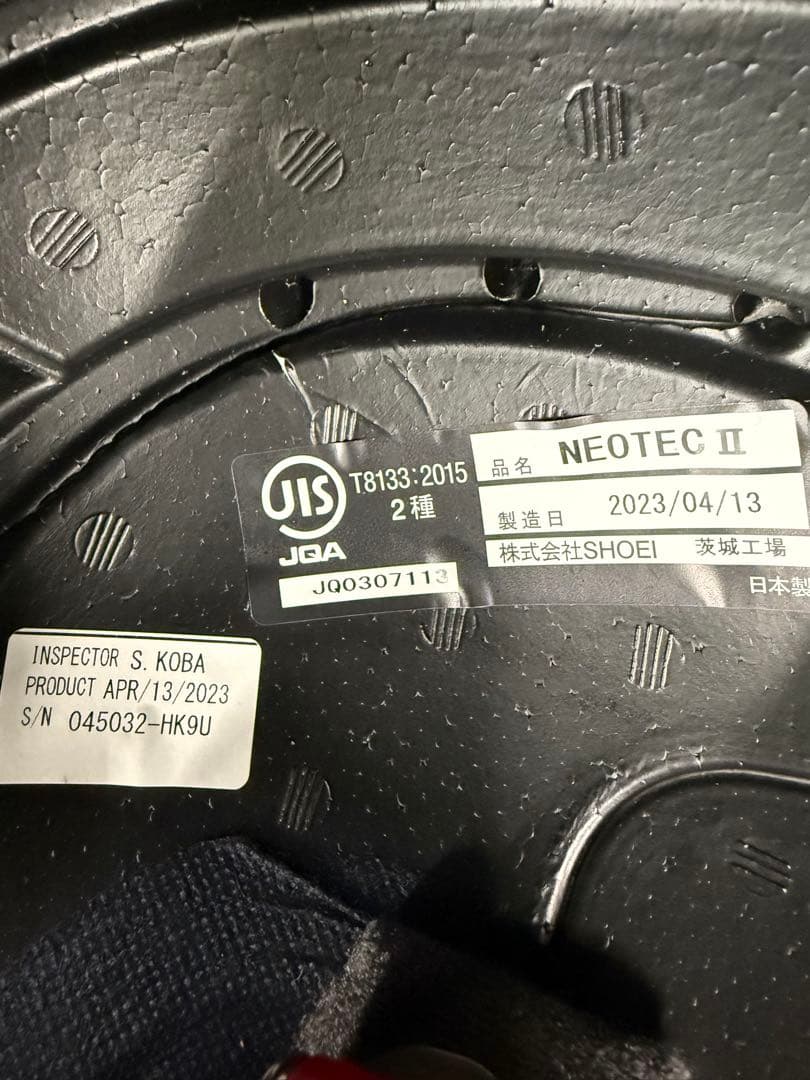 JIS
T8133:2015
2種
JQA
JQ0307113
品名 NEOTEC II
製造日 2023/04/13
株式会社SHOEI 茨城工場
日本製
INSPECTOR S. KOBA
PRODUCT APR/13/2023
S/N 045032-HK9U